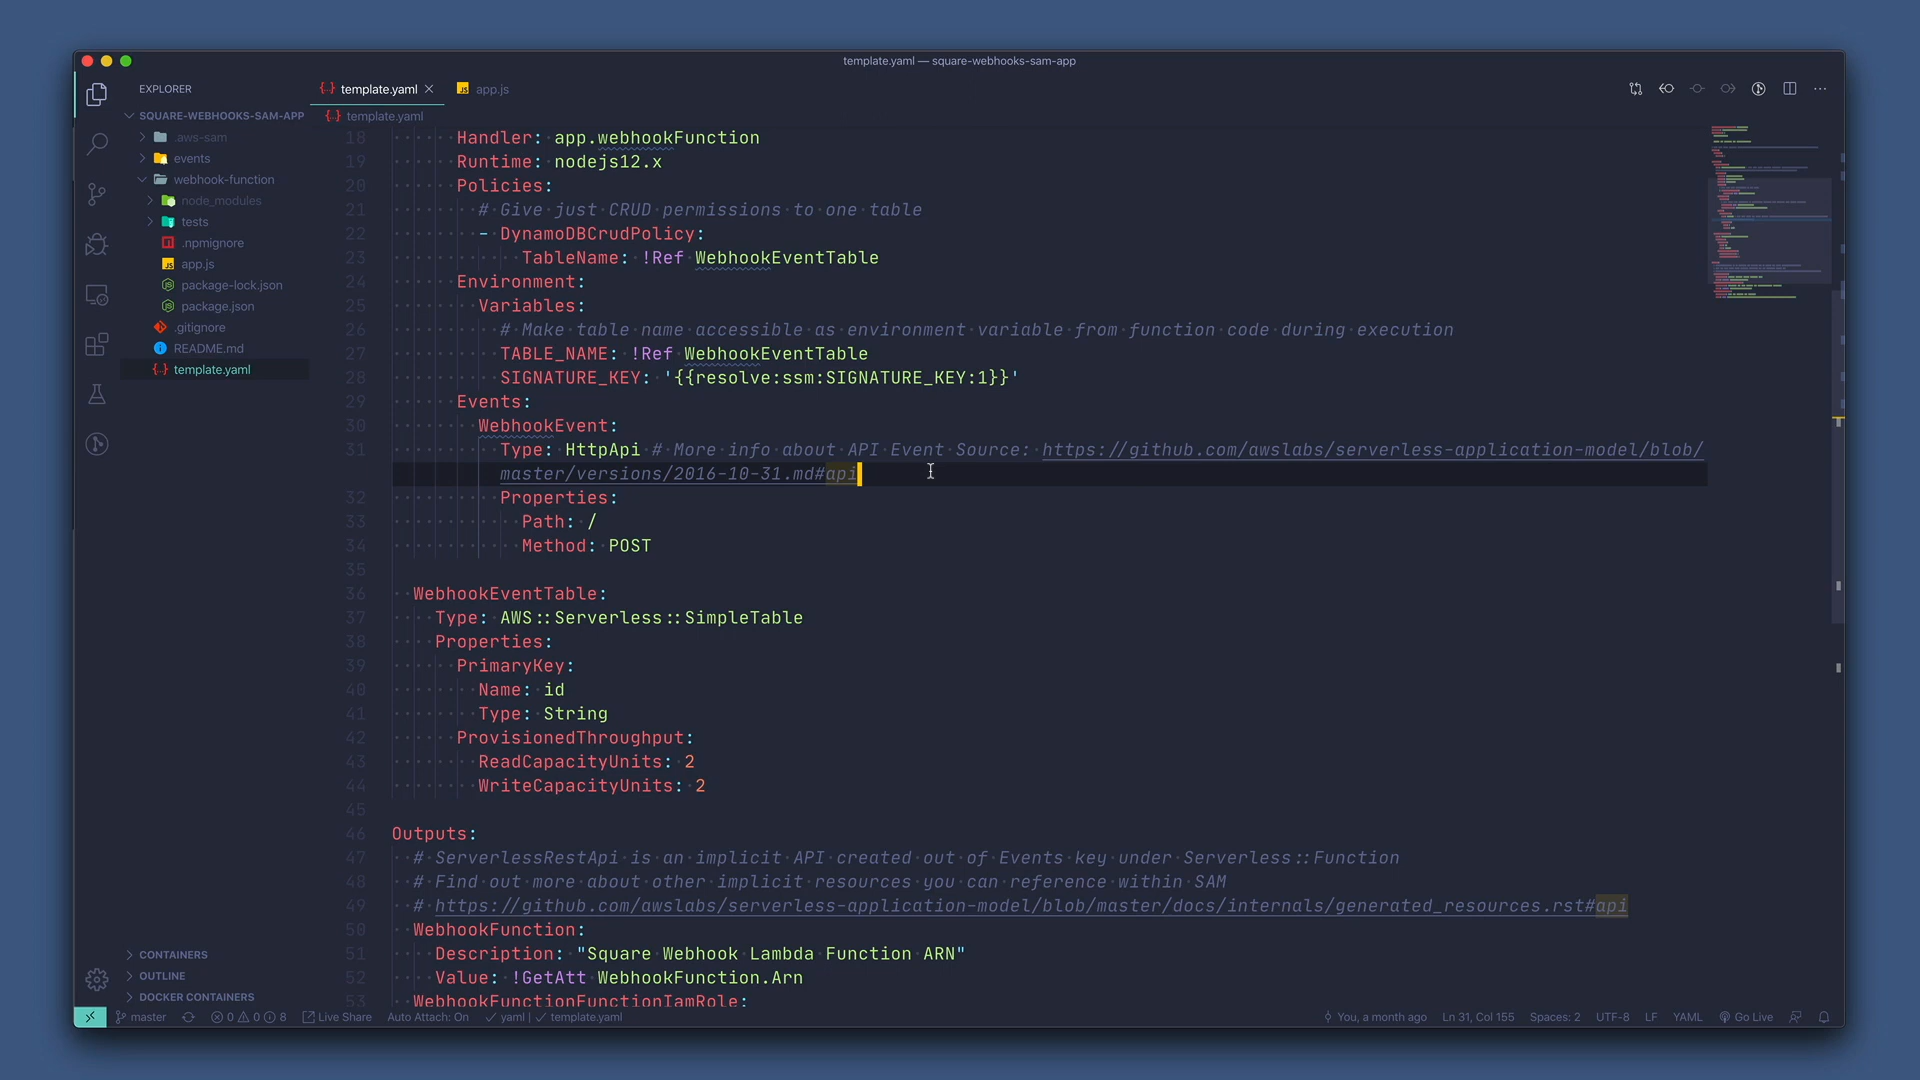 template.yaml — square-webhooks-sam-app
EXPLORER
SQUARE-WEBHOOKS-SAM-APP
.aws-sam
events
webhook-function
node_modules
tests
.npmignore
app.js
package-lock.json
package.json
.gitignore
README.md
template.yaml
CONTAINERS
OUTLINE
DOCKER CONTAINERS
template.yaml
app.js
template.yaml
18 Handler: app.webhookFunction
19 Runtime: nodejs12.x
20 Policies:
21 # Give just CRUD permissions to one table
22 - DynamoDBCrudPolicy:
23 TableName: !Ref WebhookEventTable
24 Environment:
25 Variables:
26 # Make table name accessible as environment variable from function code during execution
27 TABLE_NAME: !Ref WebhookEventTable
28 SIGNATURE_KEY: '{{resolve:ssm:SIGNATURE_KEY:1}}'
29 Events:
30 WebhookEvent:
31 Type: HttpApi # More info about API Event Source: https://github.com/awslabs/serverless-application-model/blob/
master/versions/2016-10-31.md#api
32 Properties:
33 Path: /
34 Method: POST
35
36 WebhookEventTable:
37 Type: AWS::Serverless::SimpleTable
38 Properties:
39 PrimaryKey:
40 Name: id
41 Type: String
42 ProvisionedThroughput:
43 ReadCapacityUnits: 2
44 WriteCapacityUnits: 2
45
46 Outputs:
47 # ServerlessRestApi is an implicit API created out of Events key under Serverless::Function
48 # Find out more about other implicit resources you can reference within SAM
49 # https://github.com/awslabs/serverless-application-model/blob/master/docs/internals/generated_resources.rst#api
50 WebhookFunction:
51 Description: "Square Webhook Lambda Function ARN"
52 Value: !GetAtt WebhookFunction.Arn
53 WebhookFunctionFunctionIamRole:
master 0 0 8 Live Share Auto Attach: On yaml | template.yaml You, a month ago Ln 31, Col 155 Spaces: 2 UTF-8 LF YAML Go Live